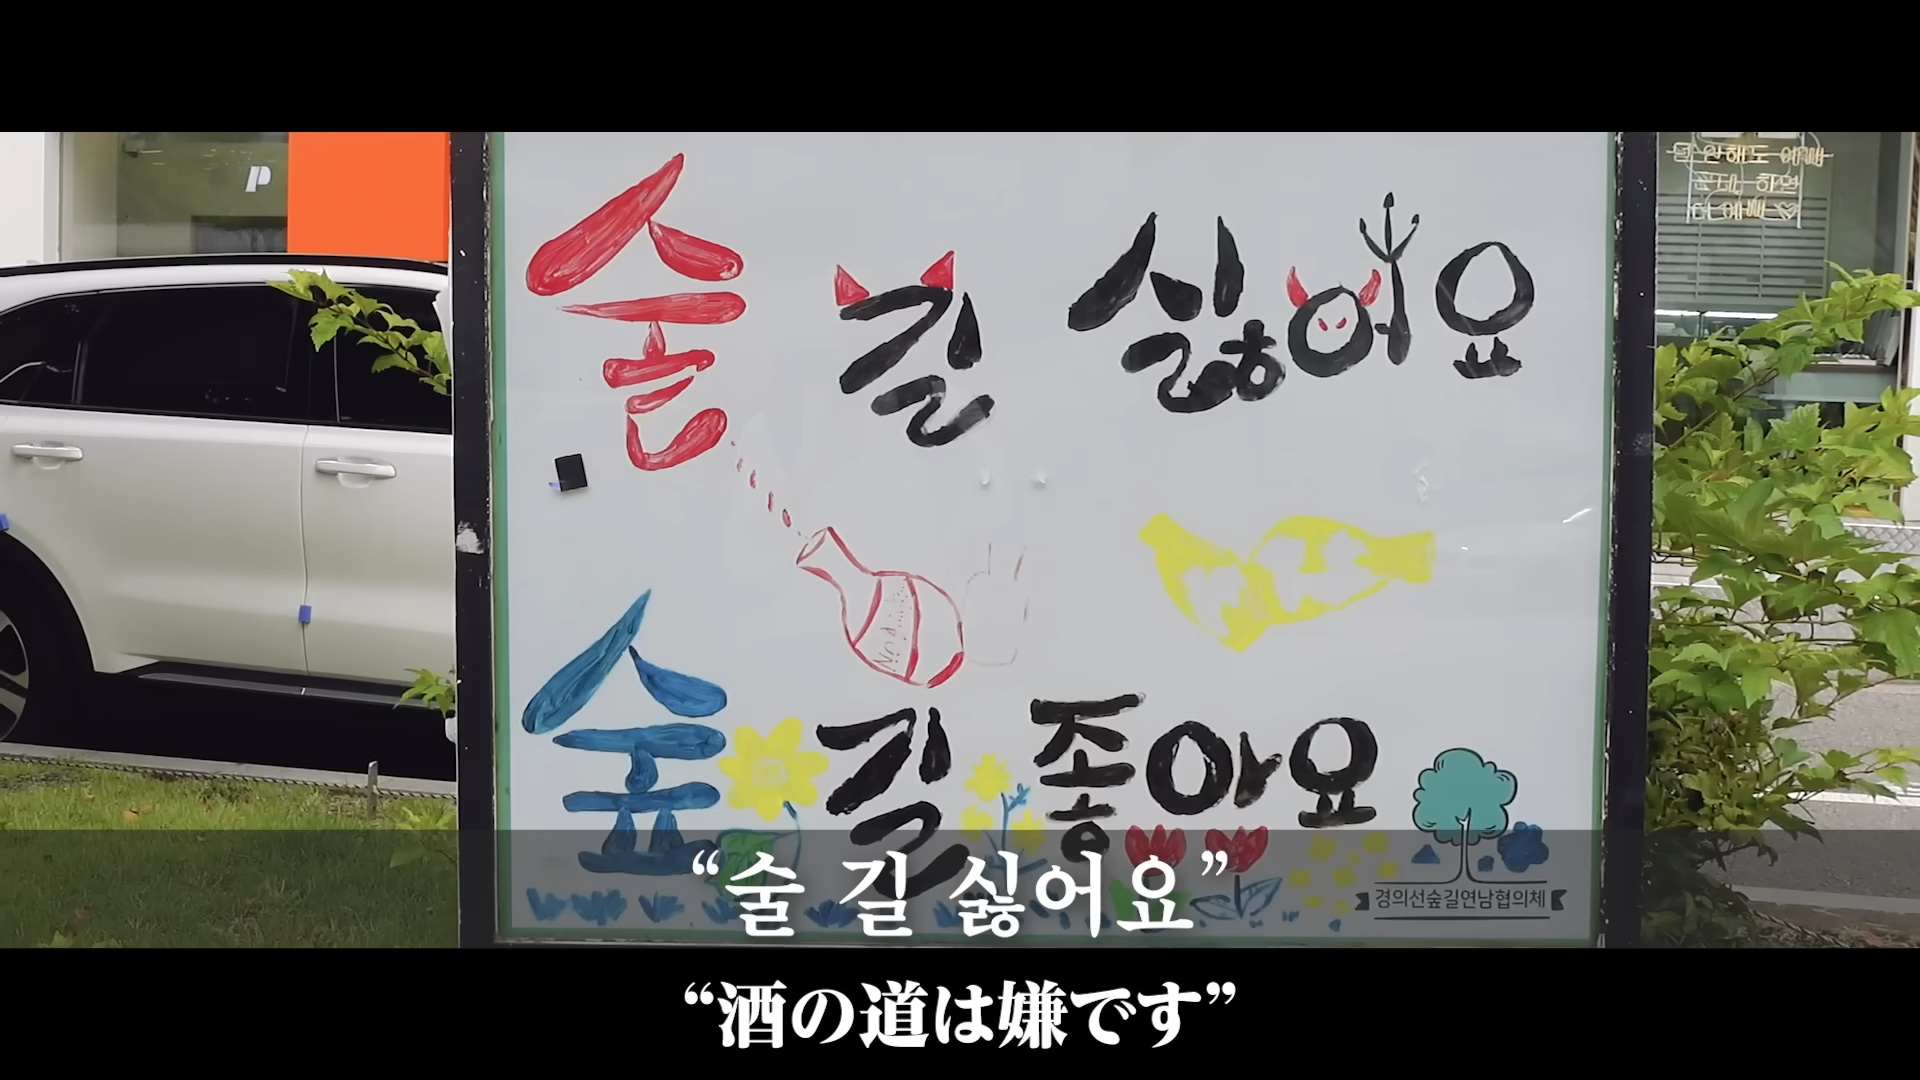 술 길 싫어요
숲 길 좋아요
경의선숲길연남협의체
“술 길 싫어요”
“酒の道は嫌です”